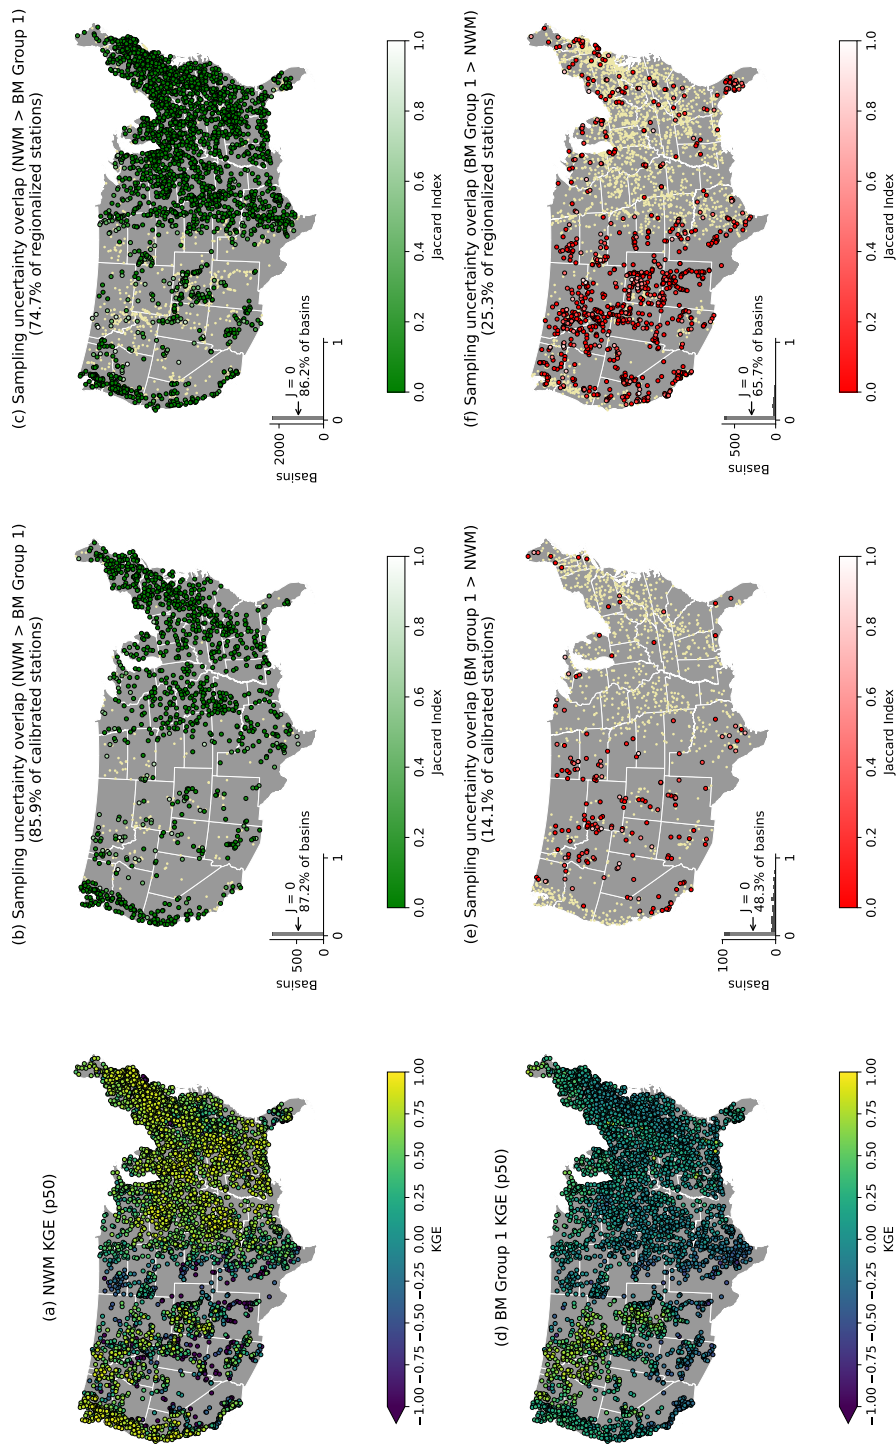 (a) NWM KGE (p50)
−1.00 −0.75 −0.50 −0.25 0.00 0.25 0.50 0.75 1.00
KGE
(b) Sampling uncertainty overlap (NWM > BM Group 1)
(85.9% of calibrated stations)
Basins
500
0
J = 0
87.2% of basins
0 1
0.0 0.2 0.4 0.6 0.8 1.0
Jaccard Index
(c) Sampling uncertainty overlap (NWM > BM Group 1)
(74.7% of regionalized stations)
Basins
2000
0
J = 0
86.2% of basins
0 1
0.0 0.2 0.4 0.6 0.8 1.0
Jaccard Index
(d) BM Group 1 KGE (p50)
−1.00 −0.75 −0.50 −0.25 0.00 0.25 0.50 0.75 1.00
KGE
(e) Sampling uncertainty overlap (BM group 1 > NWM)
(14.1% of calibrated stations)
Basins
100
0
J = 0
48.3% of basins
0 1
0.0 0.2 0.4 0.6 0.8 1.0
Jaccard Index
(f) Sampling uncertainty overlap (BM Group 1 > NWM)
(25.3% of regionalized stations)
Basins
500
0
J = 0
65.7% of basins
0 1
0.0 0.2 0.4 0.6 0.8 1.0
Jaccard Index